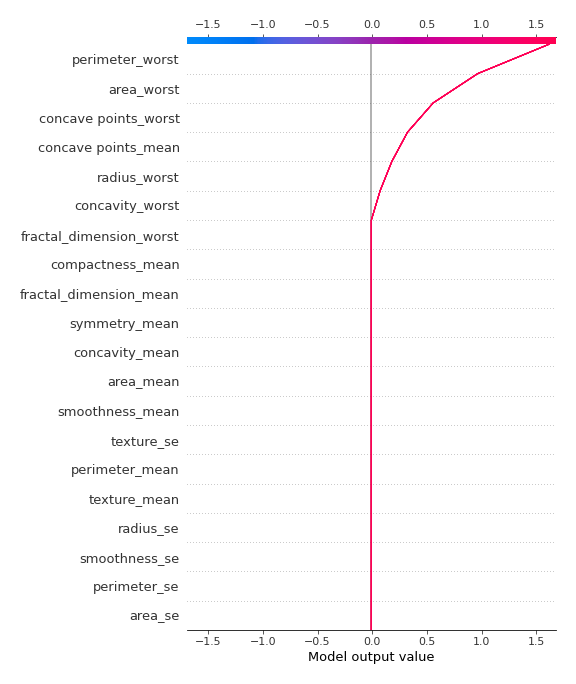 −1.5 −1.0 −0.5 0.0 0.5 1.0 1.5
perimeter_worst
area_worst
concave points_worst
concave points_mean
radius_worst
concavity_worst
fractal_dimension_worst
compactness_mean
fractal_dimension_mean
symmetry_mean
concavity_mean
area_mean
smoothness_mean
texture_se
perimeter_mean
texture_mean
radius_se
smoothness_se
perimeter_se
area_se
−1.5 −1.0 −0.5 0.0 0.5 1.0 1.5
Model output value